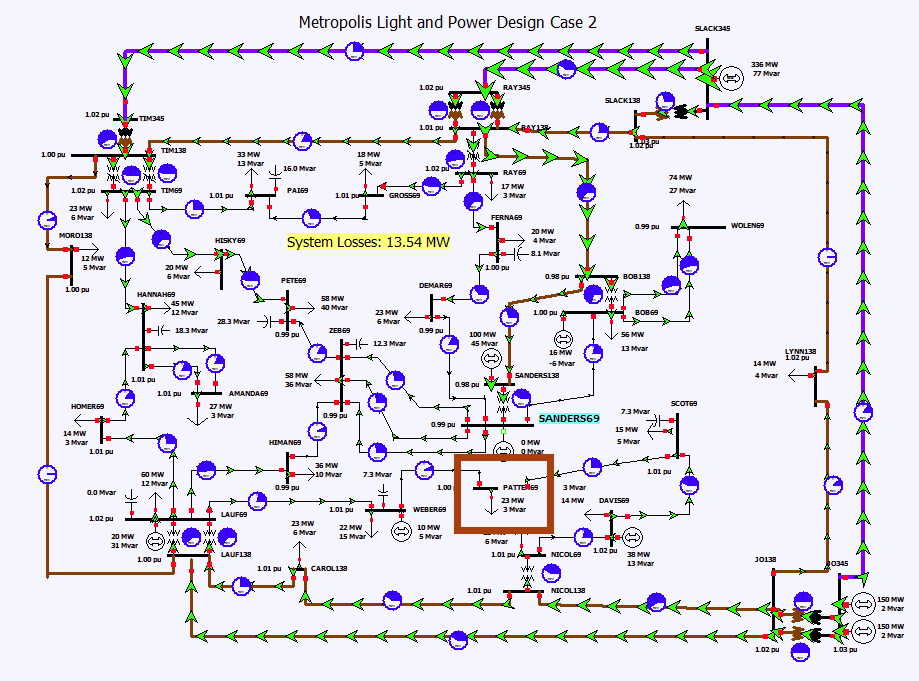 Metropolis Light and Power Design Case 2
SLACK345
336 MW
77 Mvar
1.02 pu
RAY345
SLACK138
1.02 pu
TIM345
1.01 pu
RAY138
1.02 pu
1.00 pu
TIM138
33 MW
13 Mvar
16.0 Mvar
18 MW
5 Mvar
1.02 pu
RAY69
74 MW
27 Mvar
1.02 pu
TIM69
1.01 pu
PAI69
1.01 pu
GROSS69
17 MW
3 Mvar
23 MW
6 Mvar
FERNA69
20 MW
4 Mvar
8.1 Mvar
1.00 pu
0.99 pu
WOLEN69
MORO138
12 MW
5 Mvar
1.00 pu
HISKY69
20 MW
6 Mvar
System Losses: 13.54 MW
PETE69
58 MW
40 Mvar
28.3 Mvar
0.99 pu
DEMAR69
23 MW
6 Mvar
0.99 pu
0.98 pu
BOB138
1.00 pu
BOB69
56 MW
13 Mvar
16 MW
-6 Mvar
HANNAH69
45 MW
12 Mvar
18.3 Mvar
1.01 pu
ZEB69
12.3 Mvar
58 MW
36 Mvar
0.99 pu
100 MW
45 Mvar
0.98 pu
SANDERS138
LYNN138
1.02 pu
14 MW
4 Mvar
1.01 pu
AMANDA69
27 MW
3 Mvar
HOMER69
14 MW
3 Mvar
1.01 pu
0.99 pu
SANDERS69
0 MW
0 Mvar
SCOT69
7.3 Mvar
15 MW
5 Mvar
1.01 pu
HIMAN69
36 MW
10 Mvar
0.99 pu
60 MW
12 Mvar
0.0 Mvar
7.3 Mvar
1.00
PATTEN69
23 MW
3 Mvar
3 Mvar
14 MW
DAVIS69
1.02 pu
38 MW
13 Mvar
1.02 pu
LAUF69
20 MW
31 Mvar
1.00 pu
LAUF138
1.01 pu
WEBER69
22 MW
15 Mvar
10 MW
5 Mvar
23 MW
6 Mvar
1.01 pu
CAROL138
6 Mvar
1.01 pu
NICOL69
1.01 pu
NICOL138
JO138
JO345
150 MW
2 Mvar
150 MW
2 Mvar
1.02 pu
1.03 pu